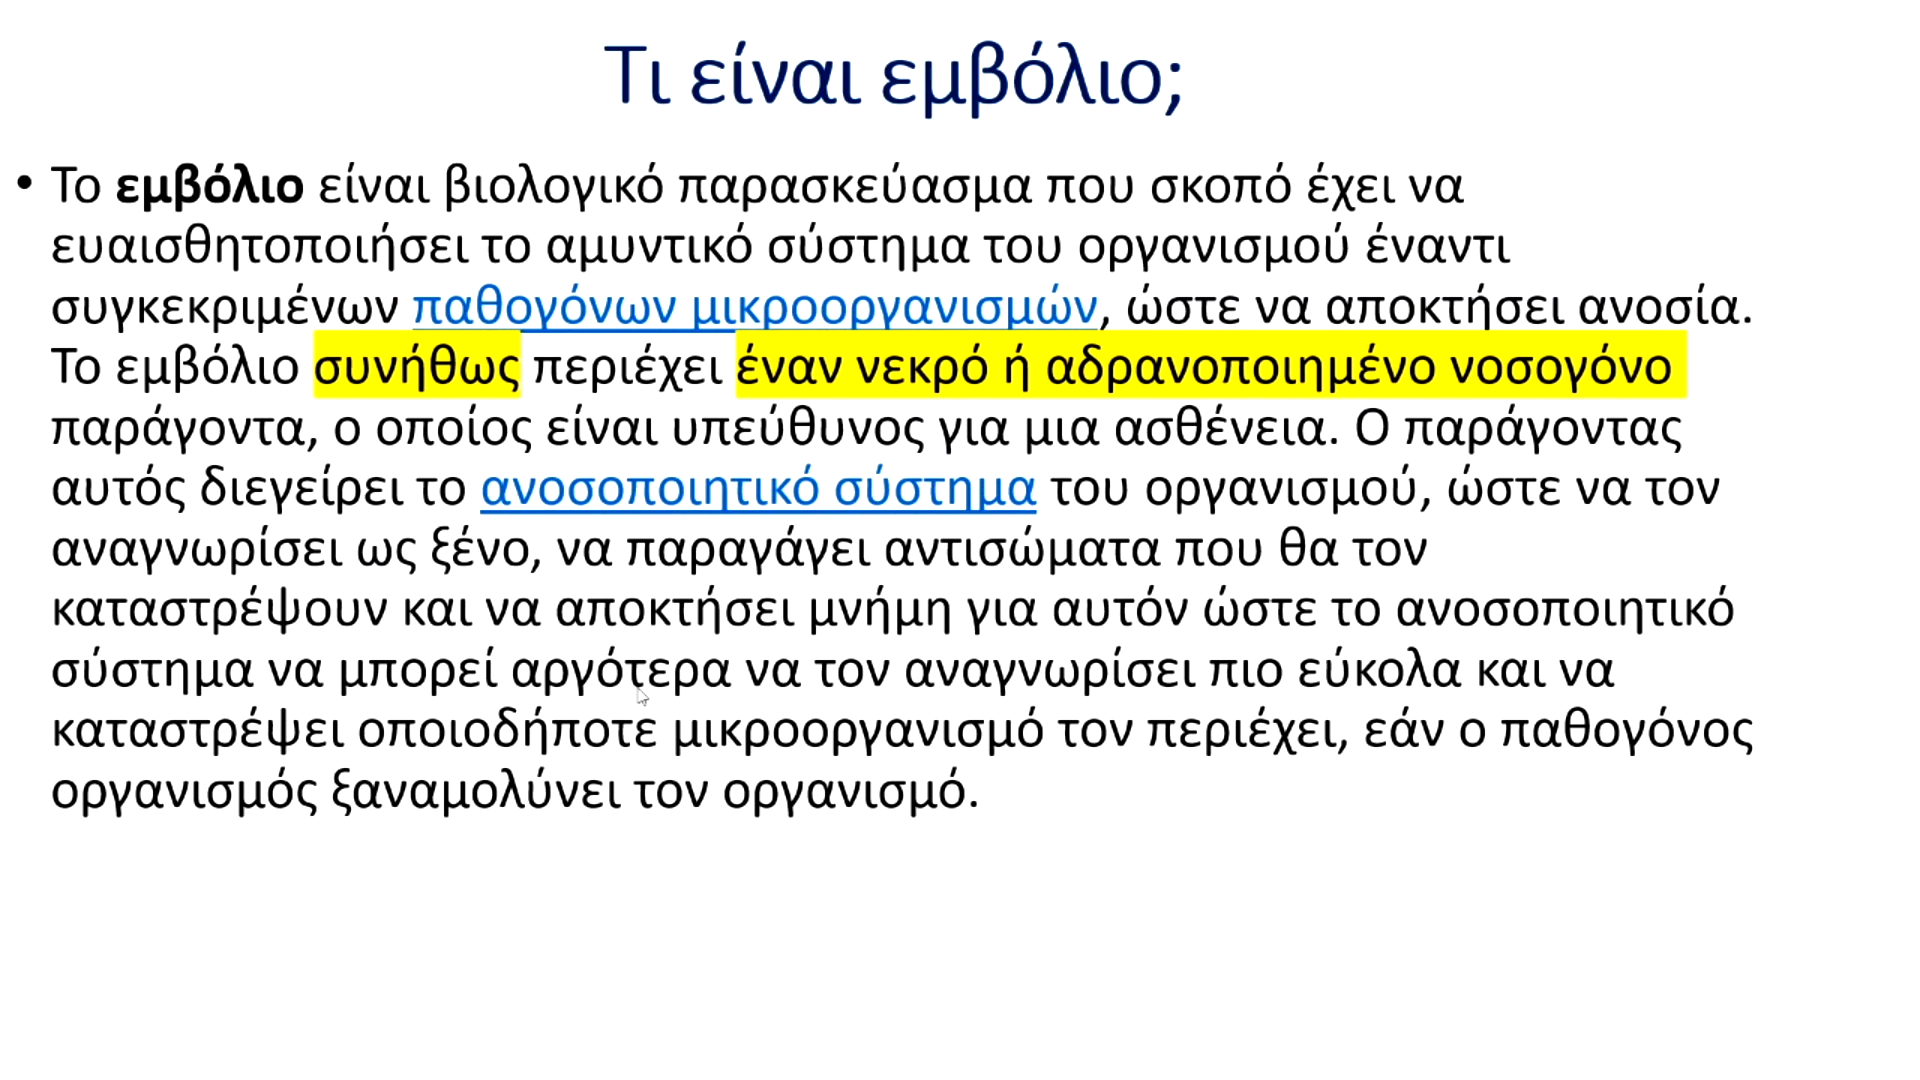 Τι είναι εμβόλιο;
• Το εμβόλιο είναι βιολογικό παρασκεύασμα που σκοπό έχει να
ευαισθητοποιήσει το αμυντικό σύστημα του οργανισμού έναντι
συγκεκριμένων παθογόνων μικροοργανισμών, ώστε να αποκτήσει ανοσία.
Το εμβόλιο συνήθως περιέχει έναν νεκρό ή αδρανοποιημένο νοσογόνο
παράγοντα, ο οποίος είναι υπεύθυνος για μια ασθένεια. Ο παράγοντας
αυτός διεγείρει το ανοσοποιητικό σύστημα του οργανισμού, ώστε να τον
αναγνωρίσει ως ξένο, να παραγάγει αντισώματα που θα τον
καταστρέψουν και να αποκτήσει μνήμη για αυτόν ώστε το ανοσοποιητικό
σύστημα να μπορεί αργότερα να τον αναγνωρίσει πιο εύκολα και να
καταστρέψει οποιοδήποτε μικροοργανισμό τον περιέχει, εάν ο παθογόνος
οργανισμός ξαναμολύνει τον οργανισμό.